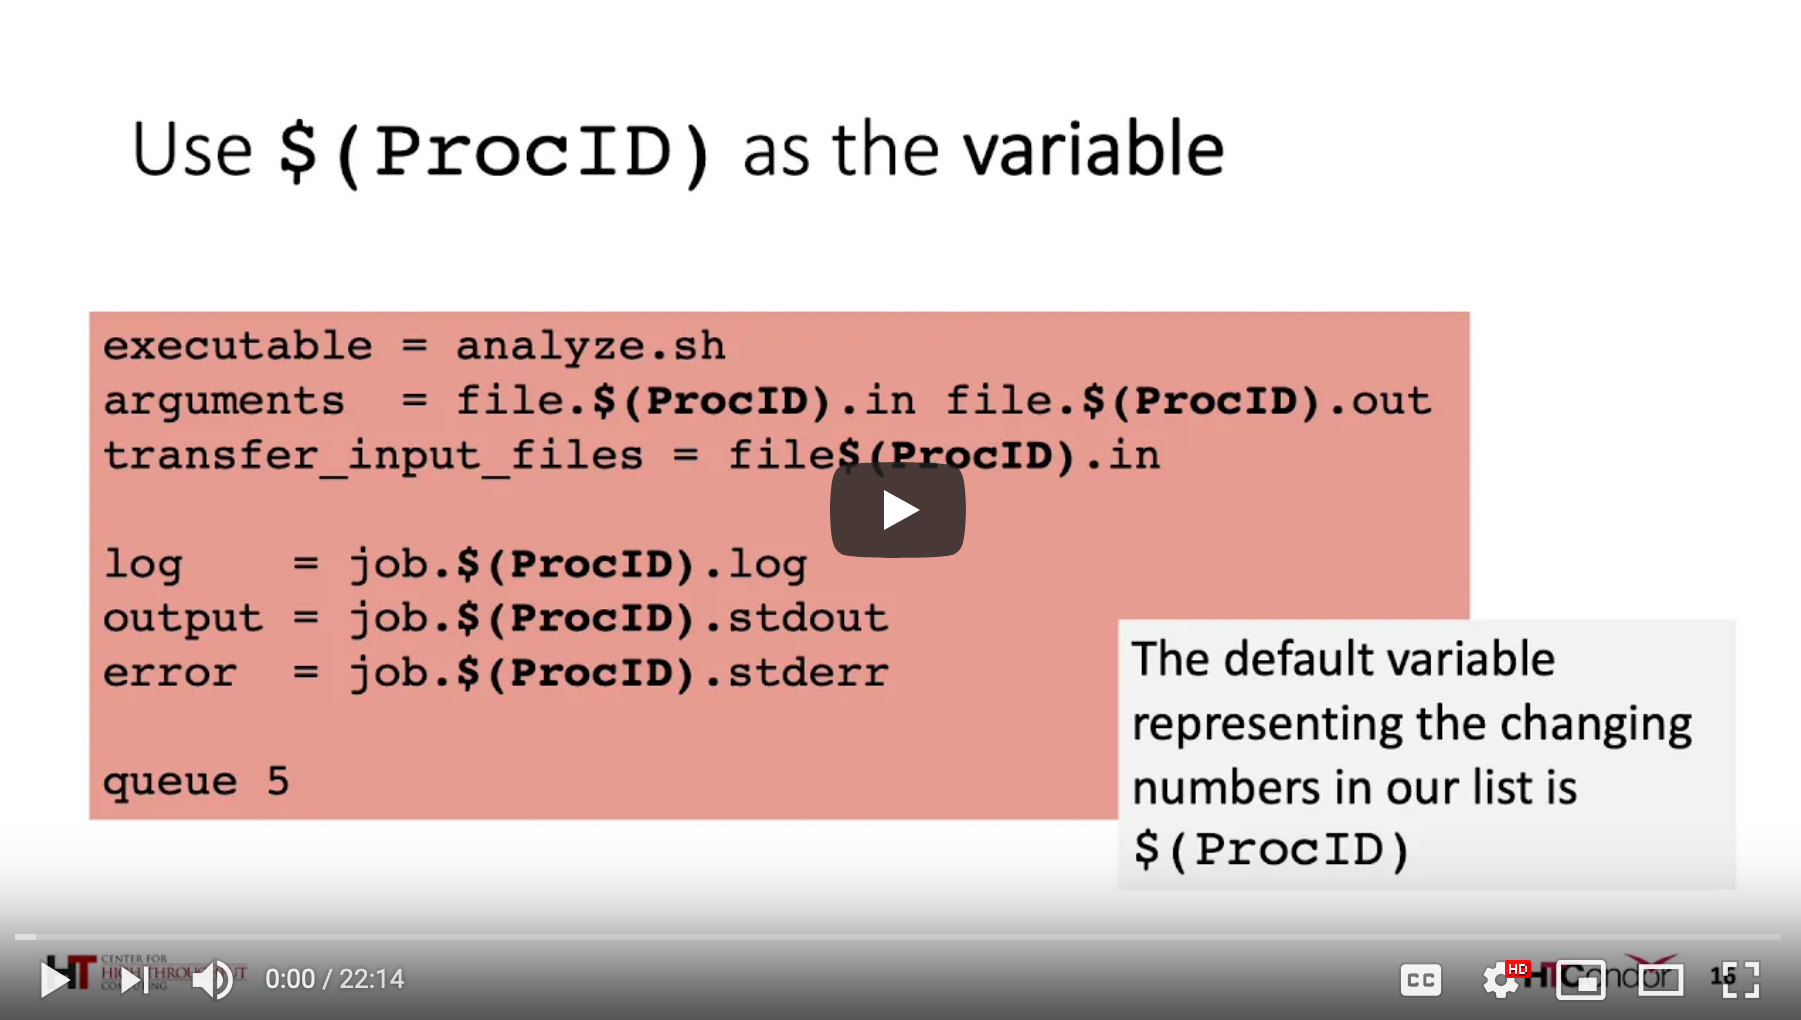 Use $(ProcID) as the variable
executable = analyze.sh
arguments  = file.$(ProcID).in file.$(ProcID).out
transfer_input_files = file$(ProcID).in
log    = job.$(ProcID).log
output = job.$(ProcID).stdout
error  = job.$(ProcID).stderr
queue 5
The default variable
representing the changing
numbers in our list is
$(ProcID)
HT CENTER FOR
HIGH THROUGHPUT
COMPUTING
0:00 / 22:14
CC
HD
HTCondor